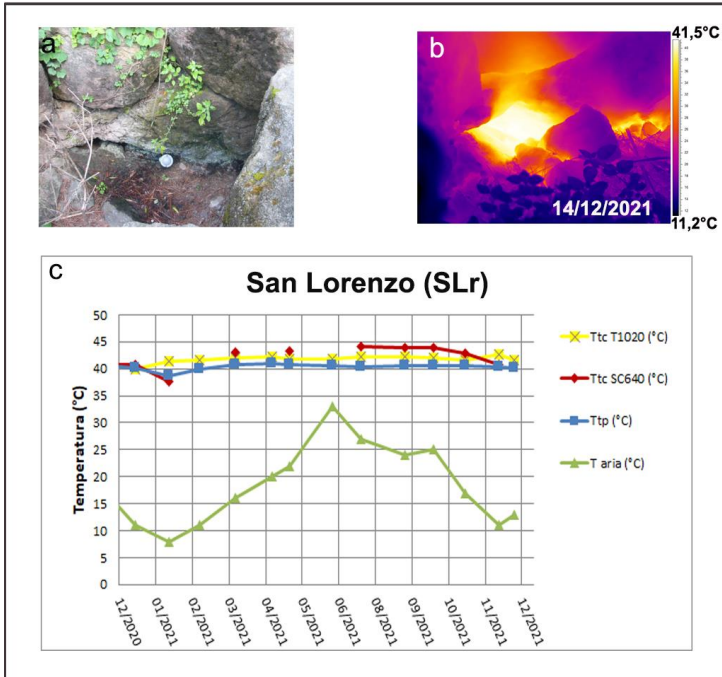 a
b
41,5°C
14/12/2021
11,2°C
c
San Lorenzo (SLr)
Temperatura (°C)
50
45
40
35
30
25
20
15
10
5
0
12/2020
01/2021
02/2021
03/2021
04/2021
05/2021
06/2021
08/2021
09/2021
10/2021
11/2021
12/2021
Ttc T1020 (°C)
Ttc SC640 (°C)
Ttp (°C)
T aria (°C)